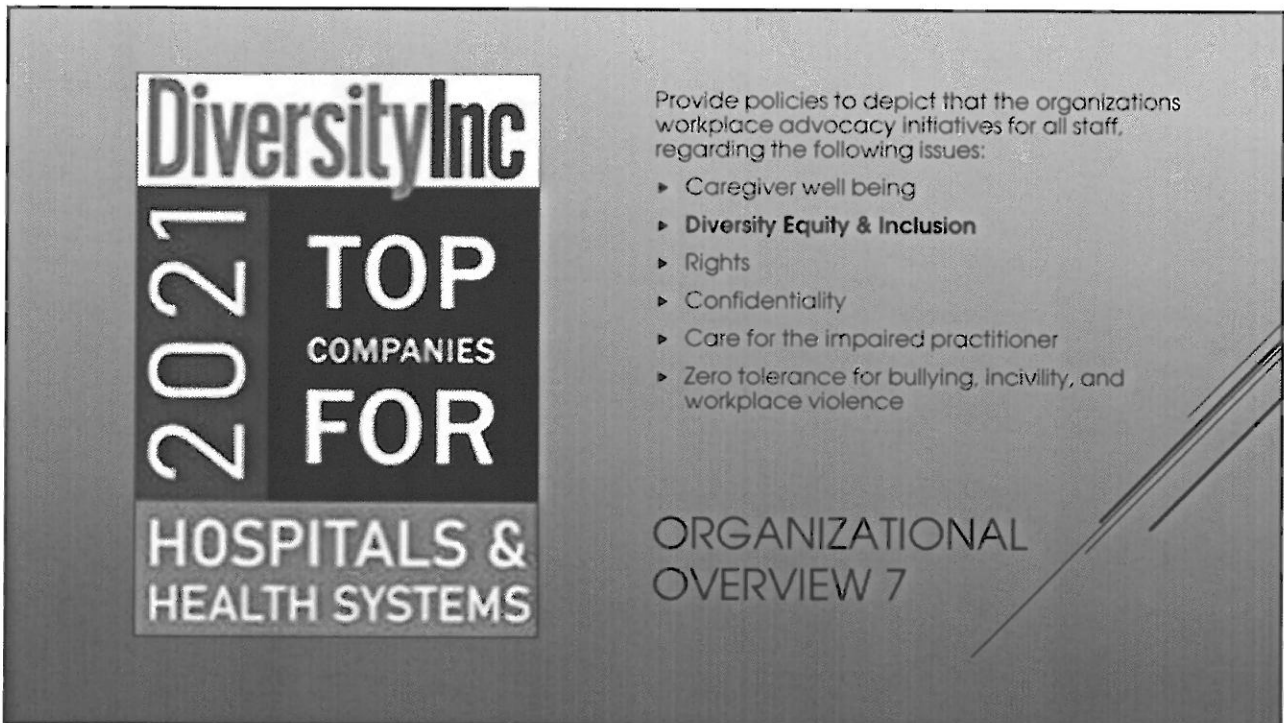 DiversityInc
2021
TOP
COMPANIES
FOR
HOSPITALS &
HEALTH SYSTEMS
Provide policies to depict that the organizations
workplace advocacy initiatives for all staff,
regarding the following issues:
▸ Caregiver well being
▸ Diversity Equity & Inclusion
▸ Rights
▸ Confidentiality
▸ Care for the impaired practitioner
▸ Zero tolerance for bullying, incivility, and
workplace violence
ORGANIZATIONAL
OVERVIEW 7